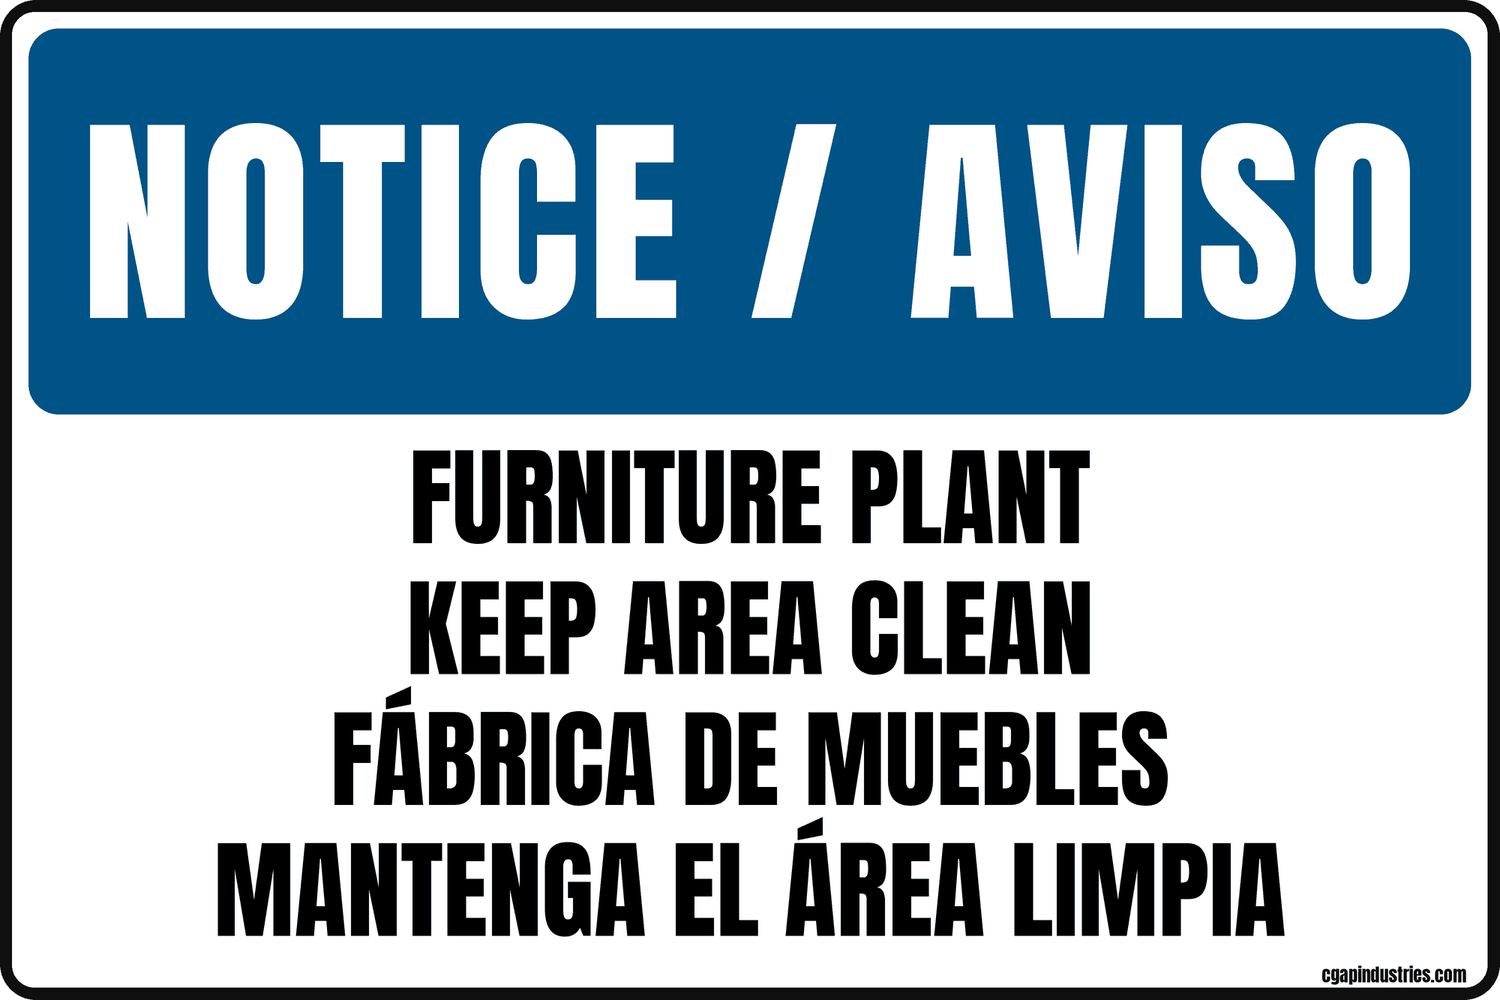 NOTICE / AVISO
FURNITURE PLANT
KEEP AREA CLEAN
FÁBRICA DE MUEBLES
MANTENGA EL ÁREA LIMPIA
cgapindustries.com